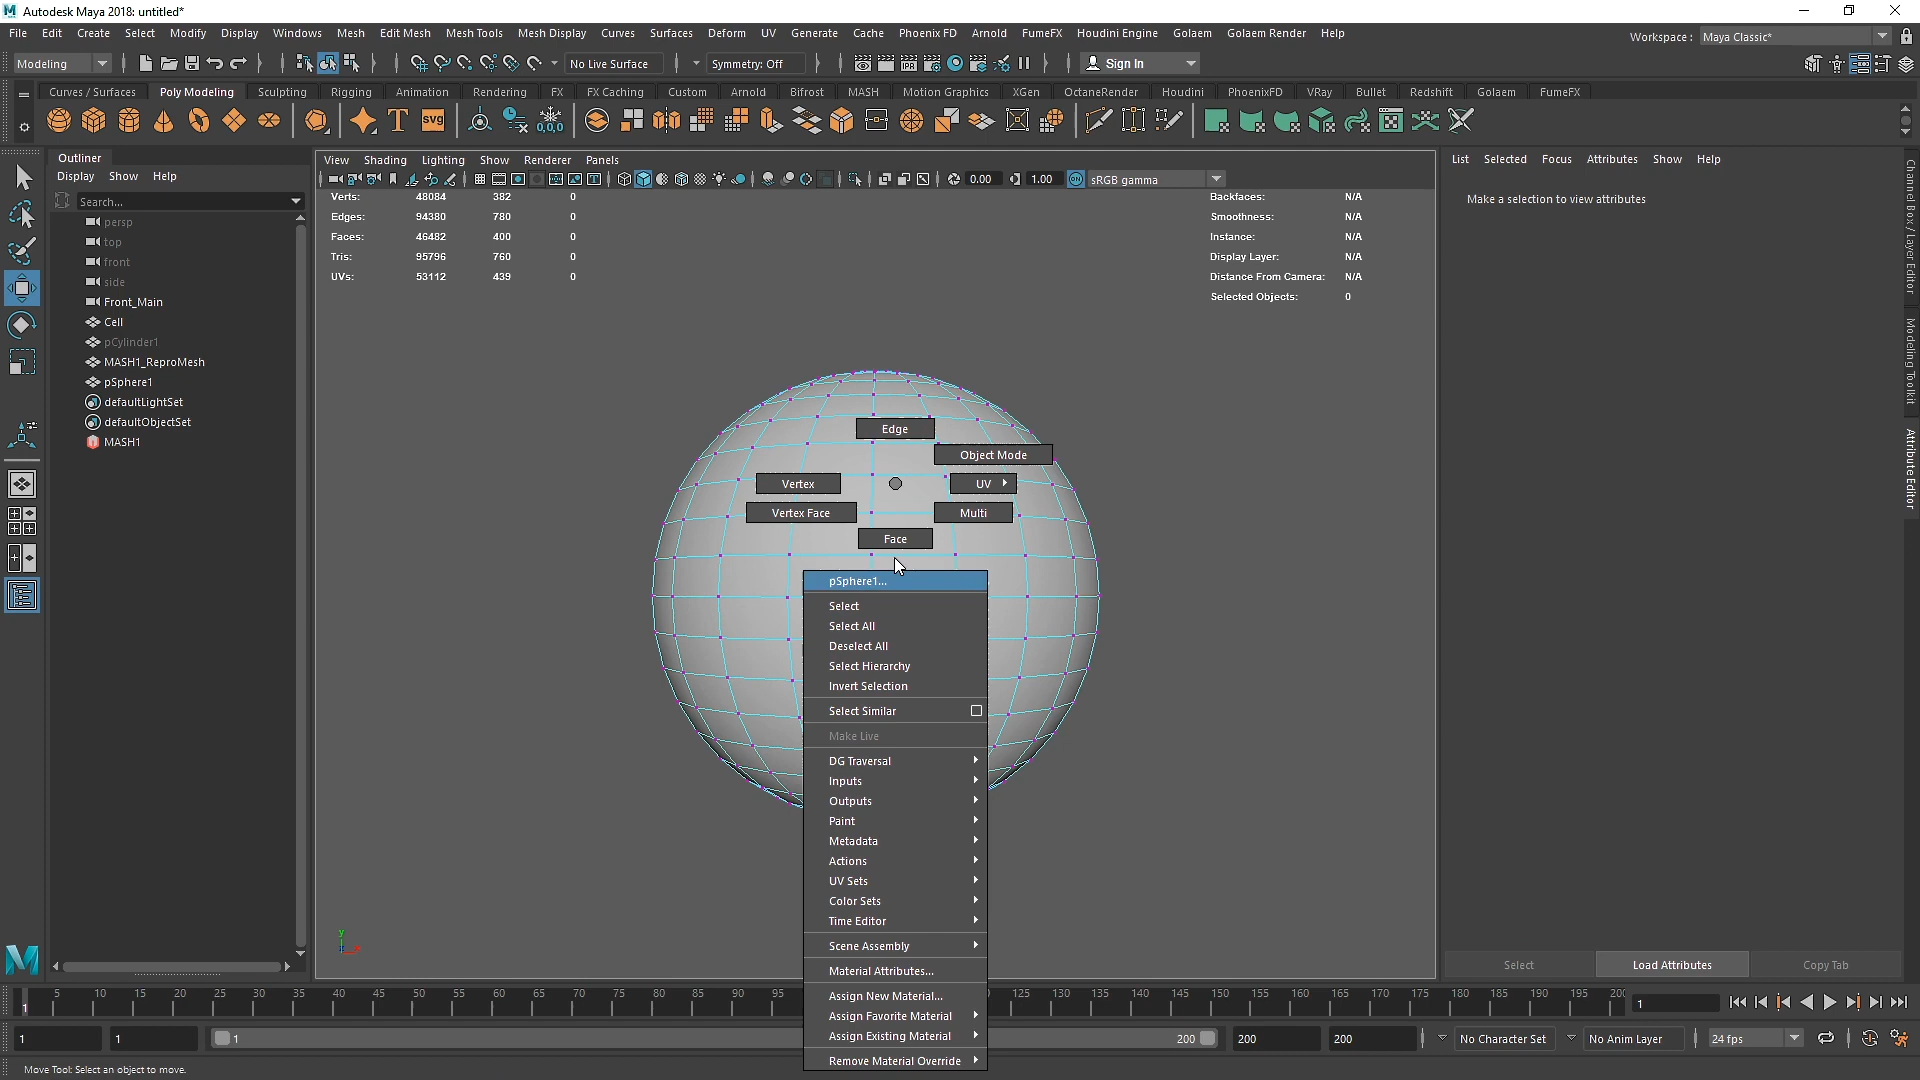 Autodesk Maya 2018: untitled*
File Edit Create Select Modify Display Windows Mesh Edit Mesh Mesh Tools Mesh Display Curves Surfaces Deform UV Generate Cache Phoenix FD Arnold FumeFX Houdini Engine Golaem Golaem Render Help
Workspace : Maya Classic*
Modeling No Live Surface Symmetry: Off Sign In
Curves / Surfaces Poly Modeling Sculpting Rigging Animation Rendering FX FX Caching Custom Arnold Bifrost MASH Motion Graphics XGen OctaneRender Houdini PhoenixFD VRay Bullet Redshift Golaem FumeFX
Outliner
Display Show Help
Search...
persp
top
front
side
Front_Main
Cell
pCylinder1
MASH1_ReproMesh
pSphere1
defaultLightSet
defaultObjectSet
MASH1
View Shading Lighting Show Renderer Panels
0.00 1.00 sRGB gamma
Verts: 48084 382 0
Edges: 94380 780 0
Faces: 46482 400 0
Tris: 95796 760 0
UVs: 53112 439 0
Backfaces: N/A
Smoothness: N/A
Instance: N/A
Display Layer: N/A
Distance From Camera: N/A
Selected Objects: 0
Edge
Object Mode
Vertex
UV
Vertex Face
Multi
Face
pSphere1...
Select
Select All
Deselect All
Select Hierarchy
Invert Selection
Select Similar
Make Live
DG Traversal
Inputs
Outputs
Paint
Metadata
Actions
UV Sets
Color Sets
Time Editor
Scene Assembly
Material Attributes...
Assign New Material...
Assign Favorite Material
Assign Existing Material
Remove Material Override
List Selected Focus Attributes Show Help
Make a selection to view attributes
Channel Box / Layer Editor
Modeling Toolkit
Attribute Editor
Select Load Attributes Copy Tab
1 5 10 15 20 25 30 35 40 45 50 55 60 65 70 75 80 85 90 95 125 130 135 140 145 150 155 160 165 170 175 180 185 190 195 200 1
1 1 1 200 200 200 No Character Set No Anim Layer 24 fps
Move Tool: Select an object to move.